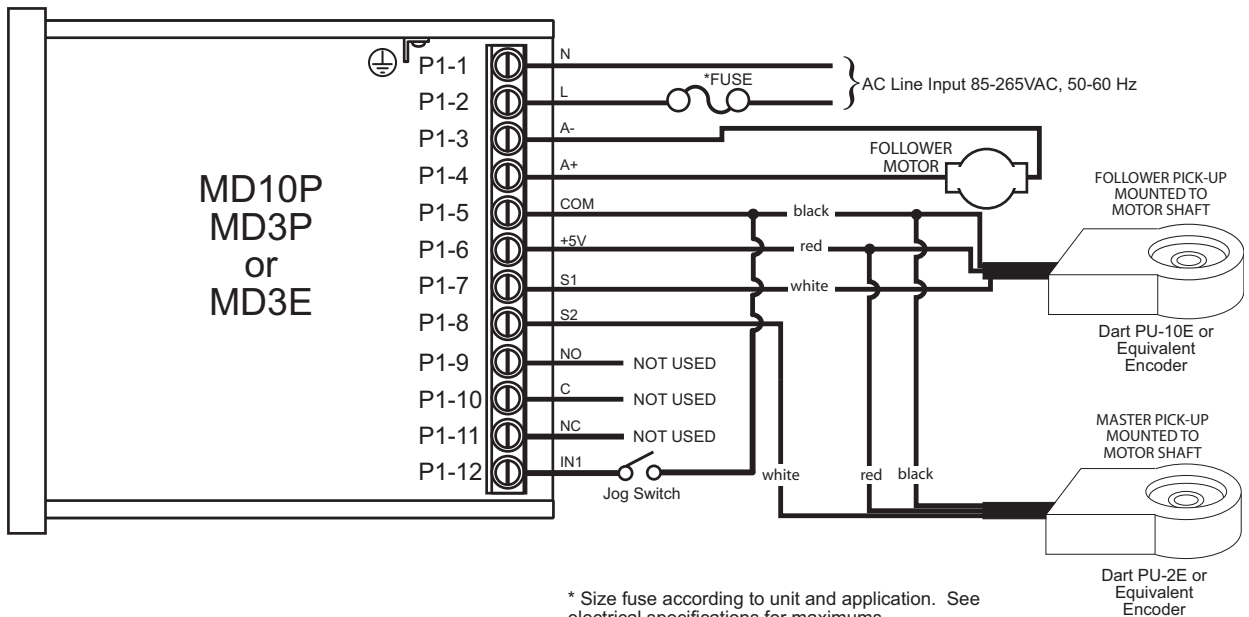 MD10P
MD3P
or
MD3E
P1-1
P1-2
P1-3
P1-4
P1-5
P1-6
P1-7
P1-8
P1-9
P1-10
P1-11
P1-12
N
L
A-
A+
COM
+5V
S1
S2
NO
C
NC
IN1
*FUSE
AC Line Input 85-265VAC, 50-60 Hz
FOLLOWER
MOTOR
black
red
white
NOT USED
NOT USED
NOT USED
Jog Switch
white
red
black
FOLLOWER PICK-UP
MOUNTED TO
MOTOR SHAFT
Dart PU-10E or
Equivalent
Encoder
MASTER PICK-UP
MOUNTED TO
MOTOR SHAFT
Dart PU-2E or
Equivalent
Encoder
* Size fuse according to unit and application. See
electrical specifications for maximums